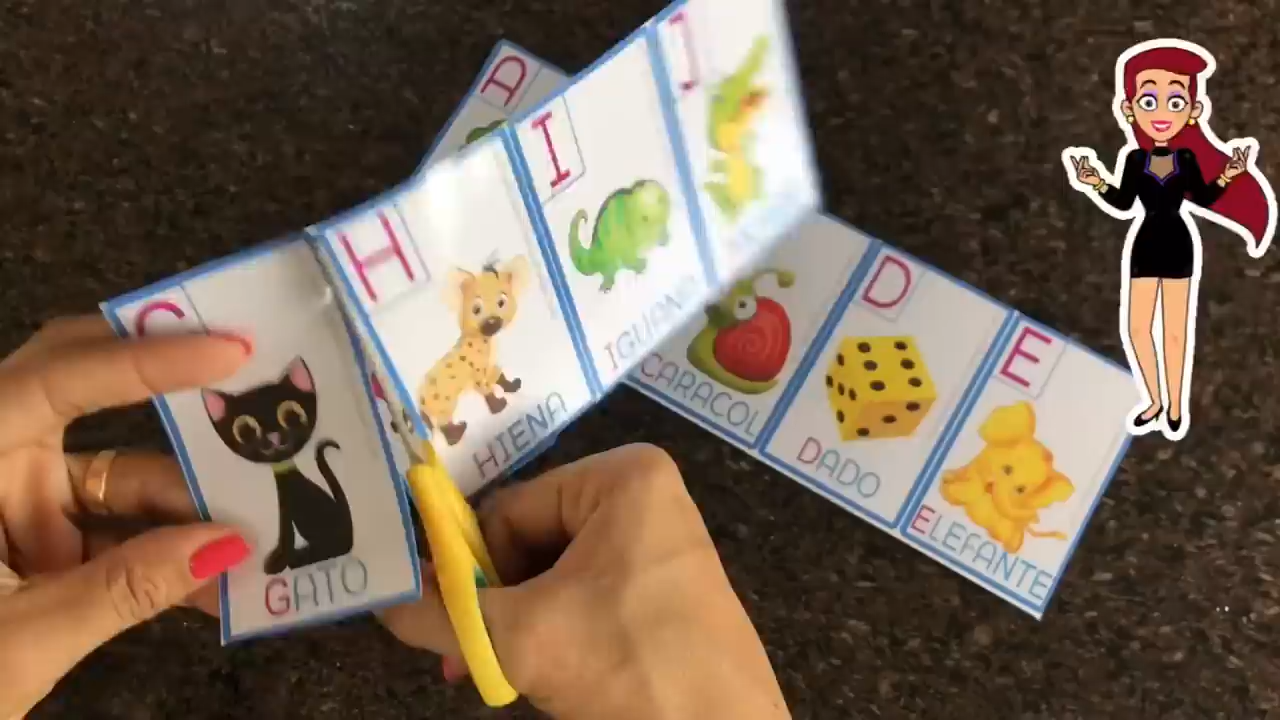 A
G
GATO
H
HIENA
I
IGUANA
J
CARACOL
D
DADO
E
ELEFANTE